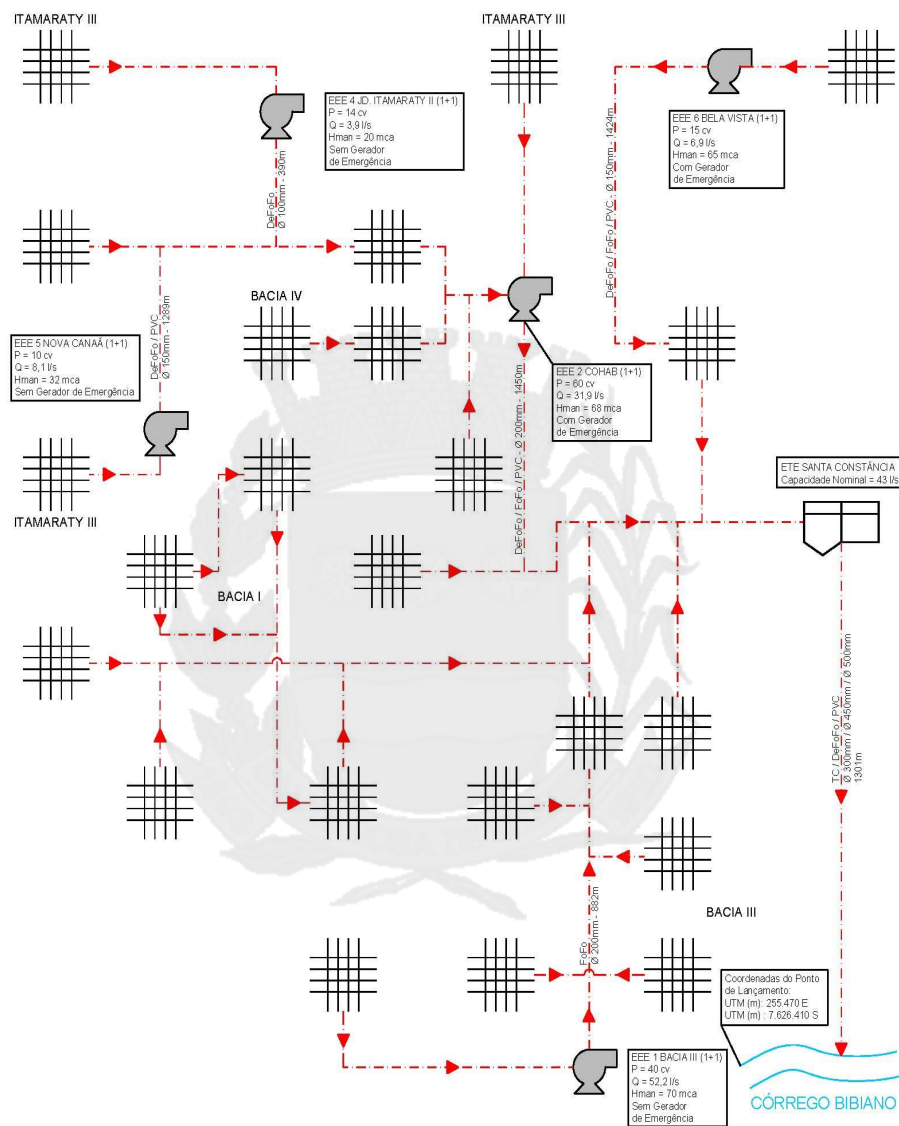 ITAMARATY III
ITAMARATY III
EEE 4 JD. ITAMARATY II (1+1)
P = 14 cv
Q = 3,9 l/s
Hman = 20 mca
Sem Gerador
de Emergência
EEE 6 BELA VISTA (1+1)
P = 15 cv
Q = 6,9 l/s
Hman = 65 mca
Com Gerador
de Emergência
DeFoFo
Ø 100mm - 390m
DeFoFo / FoFo / PVC - Ø 150mm - 1424m
BACIA IV
DeFoFo / PVC
Ø 150mm - 1289m
EEE 5 NOVA CANAÃ (1+1)
P = 10 cv
Q = 8,1 l/s
Hman = 32 mca
Sem Gerador de Emergência
EEE 2 COHAB (1+1)
P = 60 cv
Q = 31,9 l/s
Hman = 68 mca
Com Gerador
de Emergência
DeFoFo / FoFo / PVC - Ø 200mm - 1450m
ETE SANTA CONSTÂNCIA
Capacidade Nominal = 43 l/s
ITAMARATY III
BACIA I
TC / DeFoFo / PVC
Ø 300mm / Ø 450mm / Ø 500mm
1301m
BACIA III
FoFo
Ø 200mm - 882m
Coordenadas do Ponto
de Lançamento:
UTM (m): 255.470 E
UTM (m) : 7.626.410 S
EEE 1 BACIA III (1+1)
P = 40 cv
Q = 52,2 l/s
Hman = 70 mca
Sem Gerador
de Emergência
CÓRREGO BIBIANO